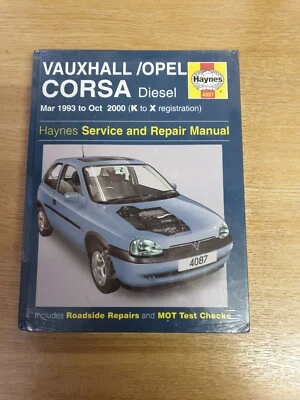 VAUXHALL/OPEL
CORSA Diesel
Haynes
4087
Mar 1993 to Oct 2000 (K to X registration)
Haynes Service and Repair Manual
4087
Includes Roadside Repairs and MOT Test Checks